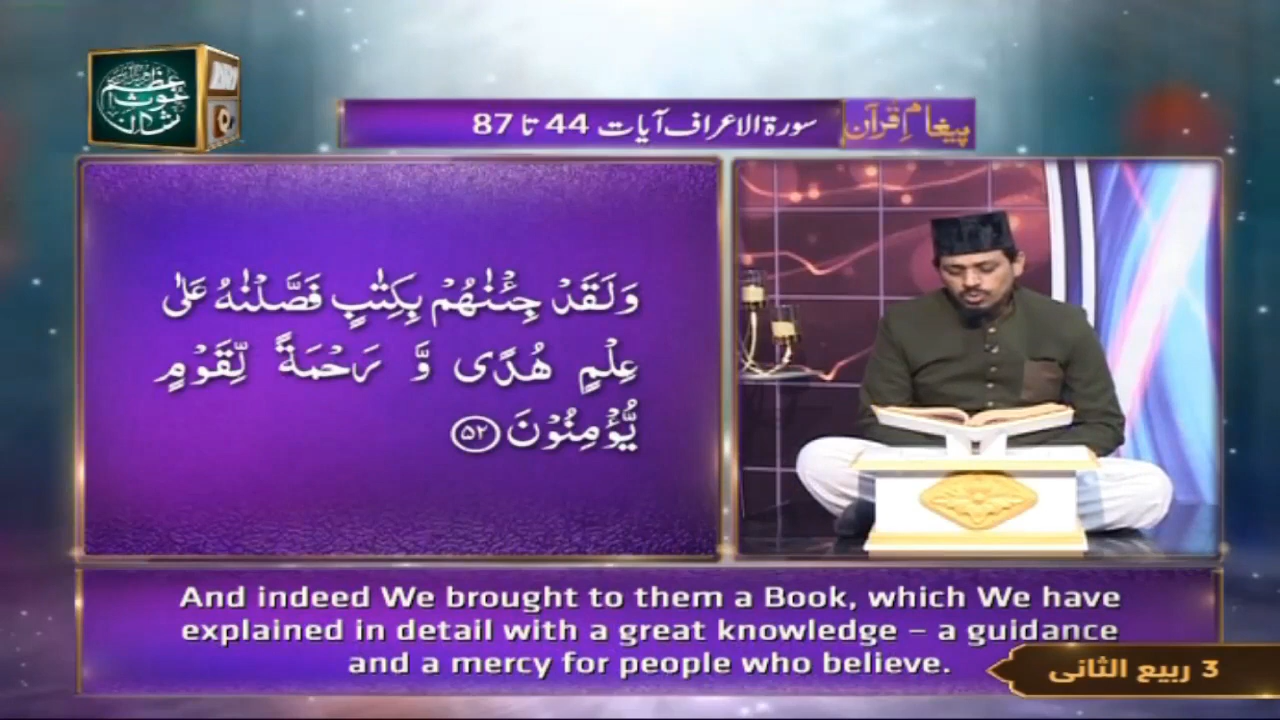 پیغامِ قرآن
سورۃ الاعراف آیات 44 تا 87
وَلَقَدْ جِئْنٰهُمْ بِكِتٰبٍ فَصَّلْنٰهُ عَلٰى
عِلْمٍ هُدًى وَّ رَحْمَةً لِّقَوْمٍ
يُّؤْمِنُوْنَ ۝۵۲
And indeed We brought to them a Book, which We have
explained in detail with a great knowledge – a guidance
and a mercy for people who believe.
3 ربیع الثانی